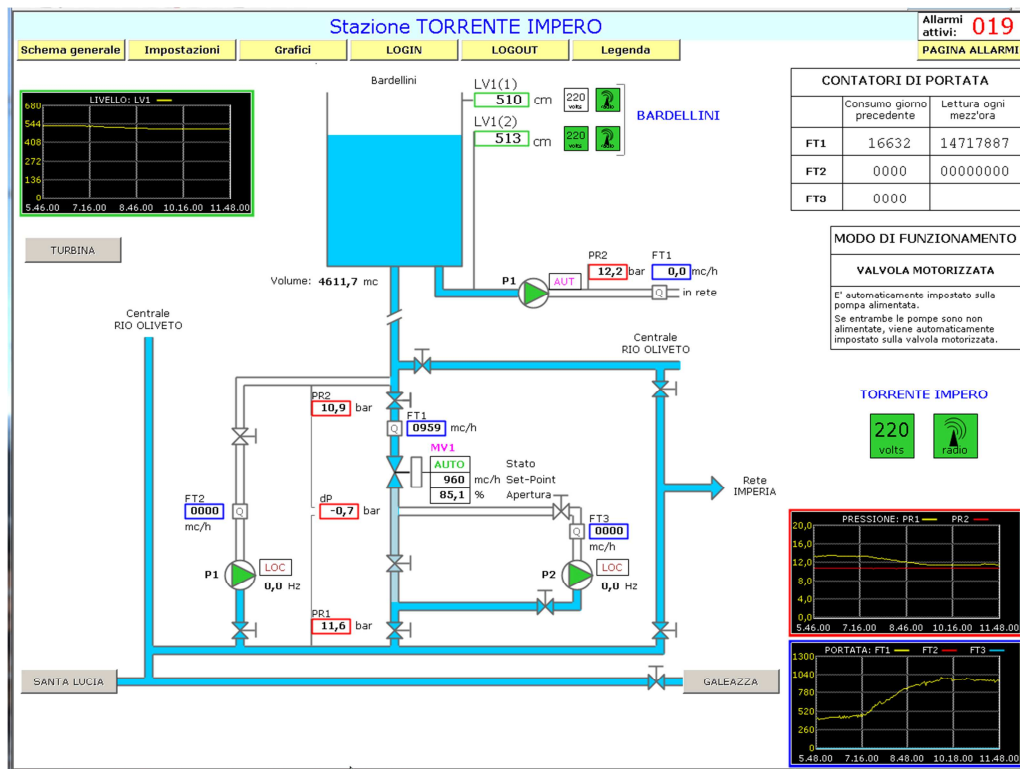 Stazione TORRENTE IMPERO
Allarmi attivi: 019
Schema generale
Impostazioni
Grafici
LOGIN
LOGOUT
Legenda
PAGINA ALLARMI
LIVELLO: LV1
680
544
408
272
136
0
5.46.00 7.16.00 8.46.00 10.16.00 11.48.00
TURBINA
Bardellini
LV1(1)
510 cm
220 volts
radio
LV1(2)
513 cm
220 volts
radio
BARDELLINI
Volume: 4611,7 mc
P1
AUT
PR2
12,2 bar
FT1
0,0 mc/h
Q
in rete
CONTATORI DI PORTATA
Consumo giorno precedente
Lettura ogni mezz'ora
FT1 16632 14717887
FT2 0000 00000000
FT3 0000
MODO DI FUNZIONAMENTO
VALVOLA MOTORIZZATA
E' automaticamente impostato sulla
pompa alimentata.
Se entrambe le pompe sono non
alimentate, viene automaticamente
impostato sulla valvola motorizzata.
Centrale
RIO OLIVETO
Centrale
RIO OLIVETO
PR2
10,9 bar
FT1
Q 0959 mc/h
MV1
AUTO Stato
960 mc/h Set-Point
85,1 % Apertura
dP
-0,7 bar
FT2
0000
mc/h
Q
P1
LOC
0,0 Hz
FT3
Q 0000
mc/h
P2
LOC
0,0 Hz
PR1
11,6 bar
Rete
IMPERIA
TORRENTE IMPERO
220 volts
radio
PRESSIONE: PR1 PR2
20,0
16,0
12,0
8,0
4,0
0,0
5.46.00 7.16.00 8.46.00 10.16.00 11.48.00
PORTATA: FT1 FT2 FT3
1300
1040
780
520
260
0
5.48.00 7.18.00 8.48.00 10.18.00 11.48.00
SANTA LUCIA
GALEAZZA